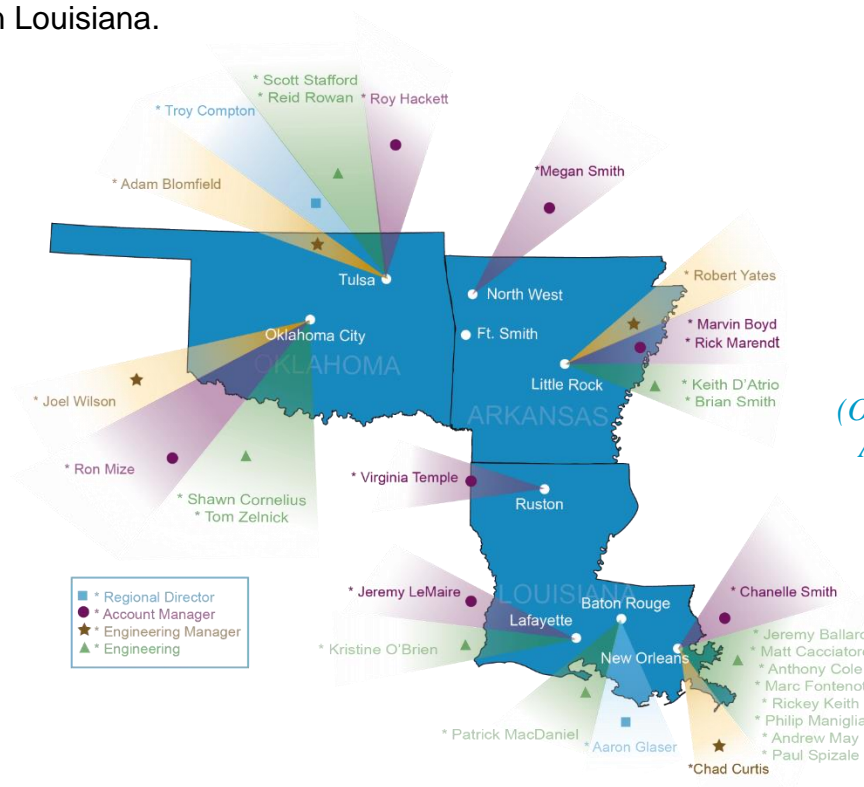 n Louisiana.
* Scott Stafford
* Reid Rowan
* Roy Hackett
* Troy Compton
* Adam Blomfield
*Megan Smith
Tulsa
North West
* Robert Yates
Oklahoma City
Ft. Smith
* Marvin Boyd
* Rick Marendt
OKLAHOMA
Little Rock
* Keith D'Atrio
* Brian Smith
* Joel Wilson
ARKANSAS
(O
* Ron Mize
* Virginia Temple
* Shawn Cornelius
* Tom Zelnick
Ruston
* Regional Director
* Account Manager
* Engineering Manager
* Engineering
* Jeremy LeMaire
LOUISIANA
Baton Rouge
* Chanelle Smith
Lafayette
* Kristine O'Brien
New Orleans
* Jeremy Ballard
* Matt Cacciatore
* Anthony Cole
* Marc Fontenot
* Rickey Keith
* Philip Maniglia
* Andrew May
* Paul Spizale
* Patrick MacDaniel
* Aaron Glaser
*Chad Curtis